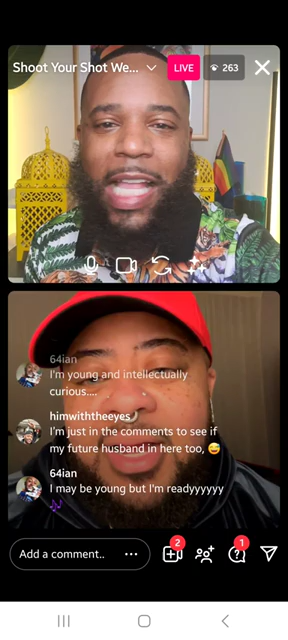 Shoot Your Shot We...
LIVE
263
64ian
I'm young and intellectually
curious....
himwiththeeyes
I'm just in the comments to see if
my future husband in here too, 😅
64ian
I may be young but I'm readyyyyyy
🎶
Add a comment..
2
1